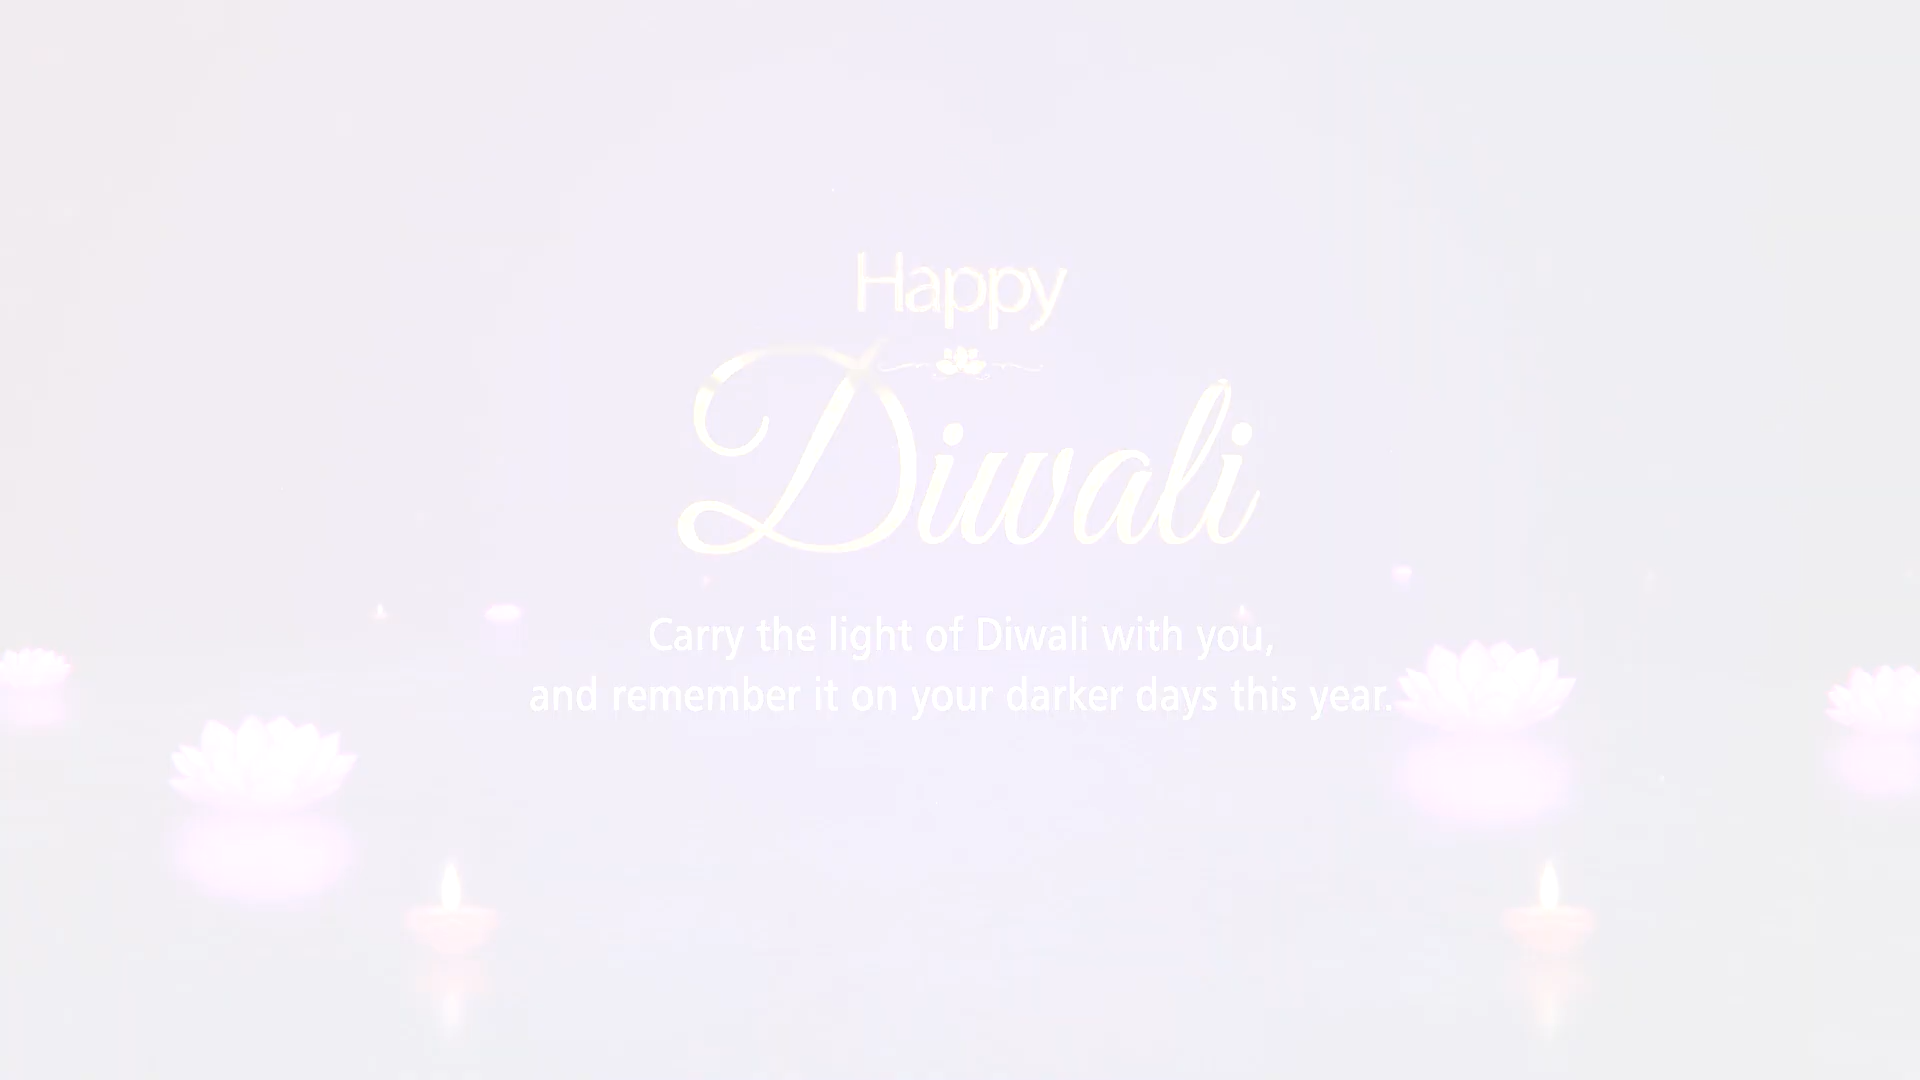 Happy
Diwali
Carry the light of Diwali with you,
and remember it on your darker days this year.